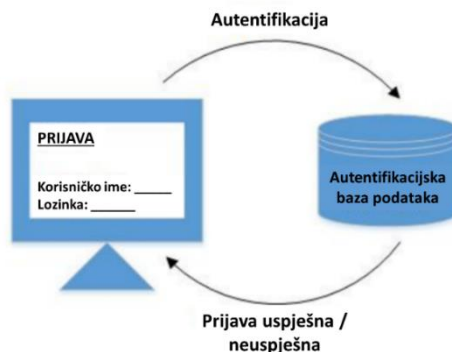 Autentifikacija
PRIJAVA
Korisničko ime: _____
Lozinka: ______
Autentifikacijska
baza podataka
Prijava uspješna /
neuspješna